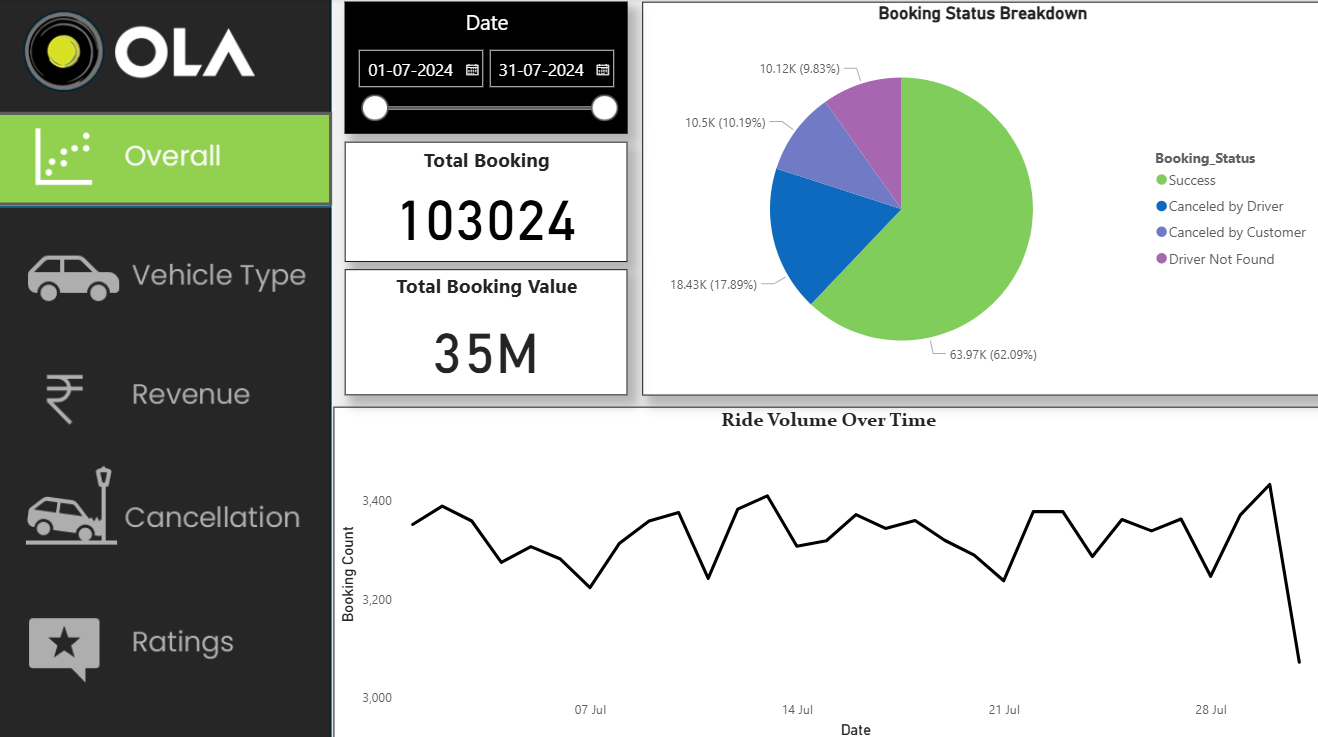 OLA
Overall
Vehicle Type
Revenue
Cancellation
Ratings
Date
01-07-2024 31-07-2024
Total Booking
103024
Total Booking Value
35M
Booking Status Breakdown
10.12K (9.83%)
10.5K (10.19%)
18.43K (17.89%)
63.97K (62.09%)
Booking_Status
Success
Canceled by Driver
Canceled by Customer
Driver Not Found
Ride Volume Over Time
Booking Count
3,400
3,200
3,000
07 Jul 14 Jul 21 Jul 28 Jul
Date